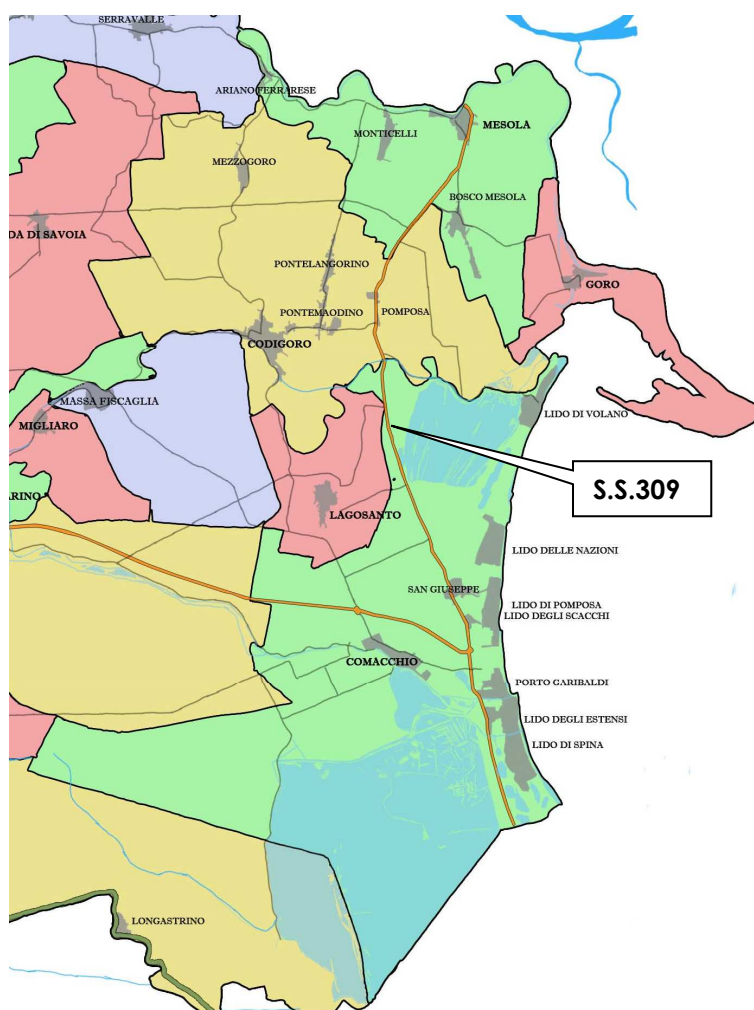 SERRAVALLE
ARIANO FERRARESE
MONTICELLI
MESOLA
MEZZOGORO
BOSCO MESOLA
DA DI SAVOIA
PONTELANGORINO
GORO
PONTEMAODINO
POMPOSA
CODIGORO
MASSA FISCAGLIA
LIDO DI VOLANO
MIGLIARO
S.S.309
ARINO
LAGOSANTO
LIDO DELLE NAZIONI
SAN GIUSEPPE
LIDO DI POMPOSA
LIDO DEGLI SCACCHI
COMACCHIO
PORTO GARIBALDI
LIDO DEGLI ESTENSI
LIDO DI SPINA
LONGASTRINO